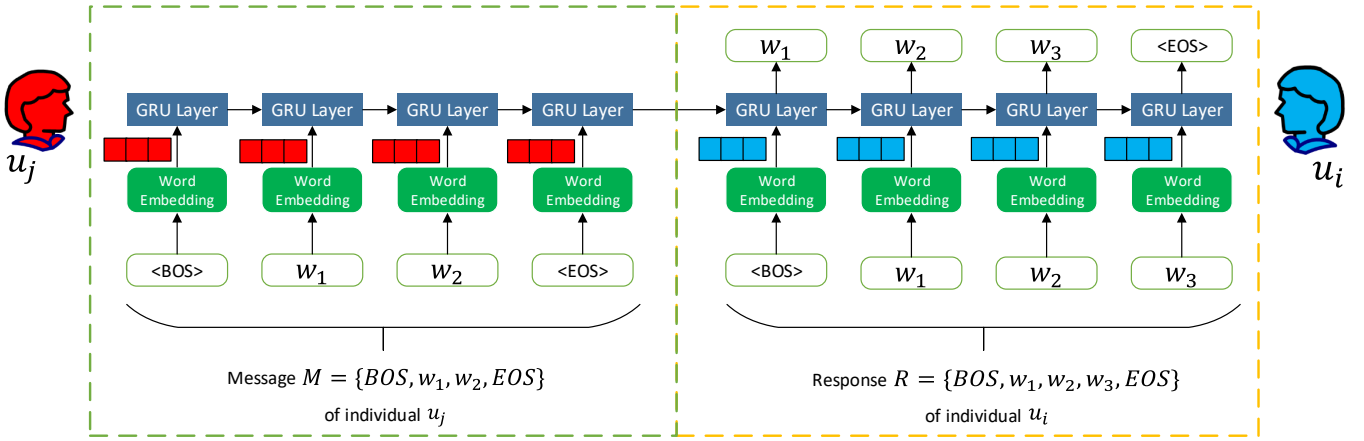 w₁ w₂ w₃ <EOS>
GRU Layer GRU Layer GRU Layer GRU Layer GRU Layer GRU Layer GRU Layer GRU Layer
u_j u_i
Word Word Word Word Word Word Word Word
Embedding Embedding Embedding Embedding Embedding Embedding Embedding Embedding
<BOS> w₁ w₂ <EOS> <BOS> w₁ w₂ w₃
Message M = {BOS, w₁, w₂, EOS}
of individual u_j
Response R = {BOS, w₁, w₂, w₃, EOS}
of individual u_i